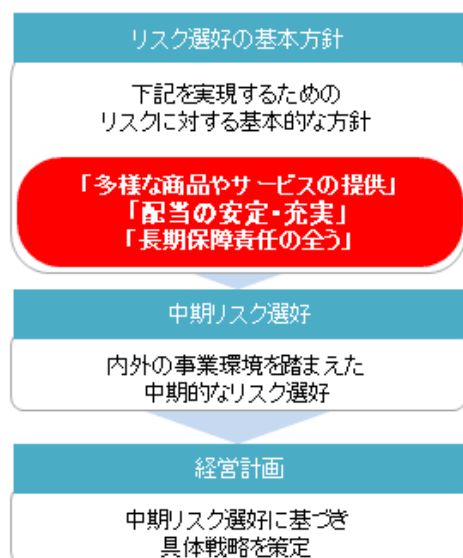 リスク選好の基本方針
下記を実現するための
リスクに対する基本的な方針
「多様な商品やサービスの提供」
「配当の安定・充実」
「長期保障責任の全う」
中期リスク選好
内外の事業環境を踏まえた
中期的なリスク選好
経営計画
中期リスク選好に基づき
具体戦略を策定